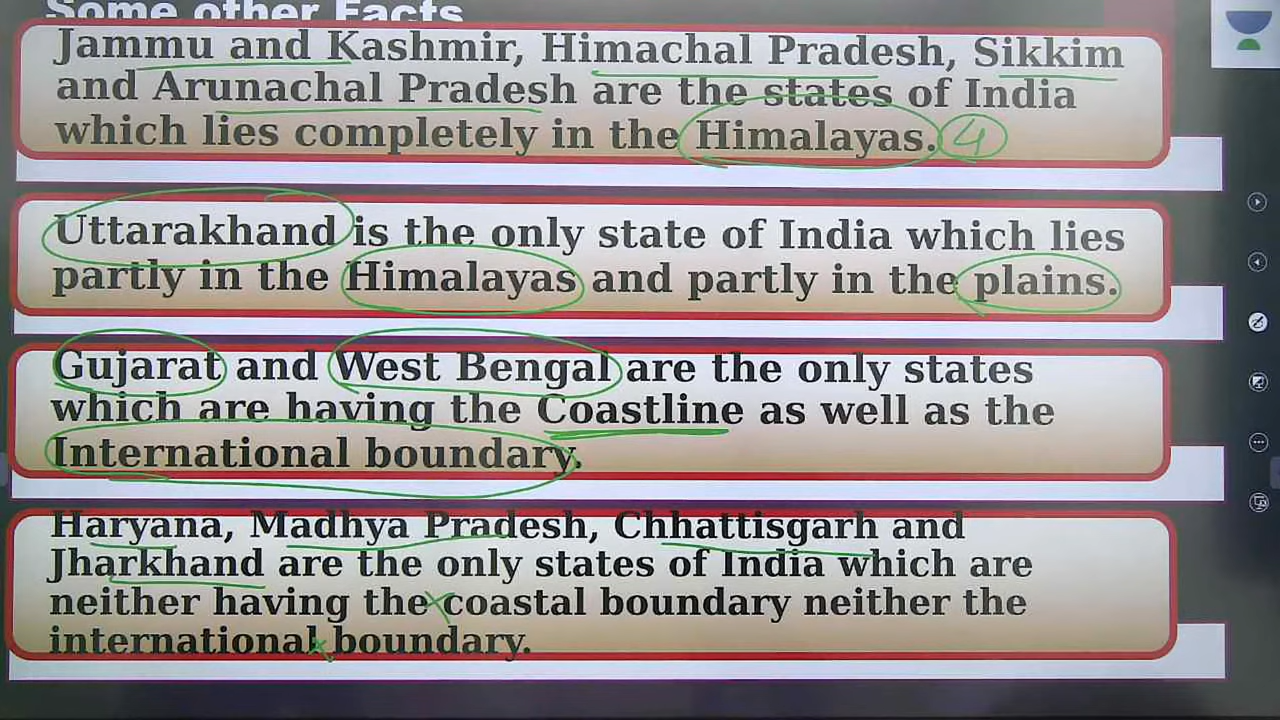 Some other Facts
Jammu and Kashmir, Himachal Pradesh, Sikkim
and Arunachal Pradesh are the states of India
which lies completely in the Himalayas. 4
Uttarakhand is the only state of India which lies
partly in the Himalayas and partly in the plains.
Gujarat and West Bengal are the only states
which are having the Coastline as well as the
International boundary.
Haryana, Madhya Pradesh, Chhattisgarh and
Jharkhand are the only states of India which are
neither having the coastal boundary neither the
international boundary.